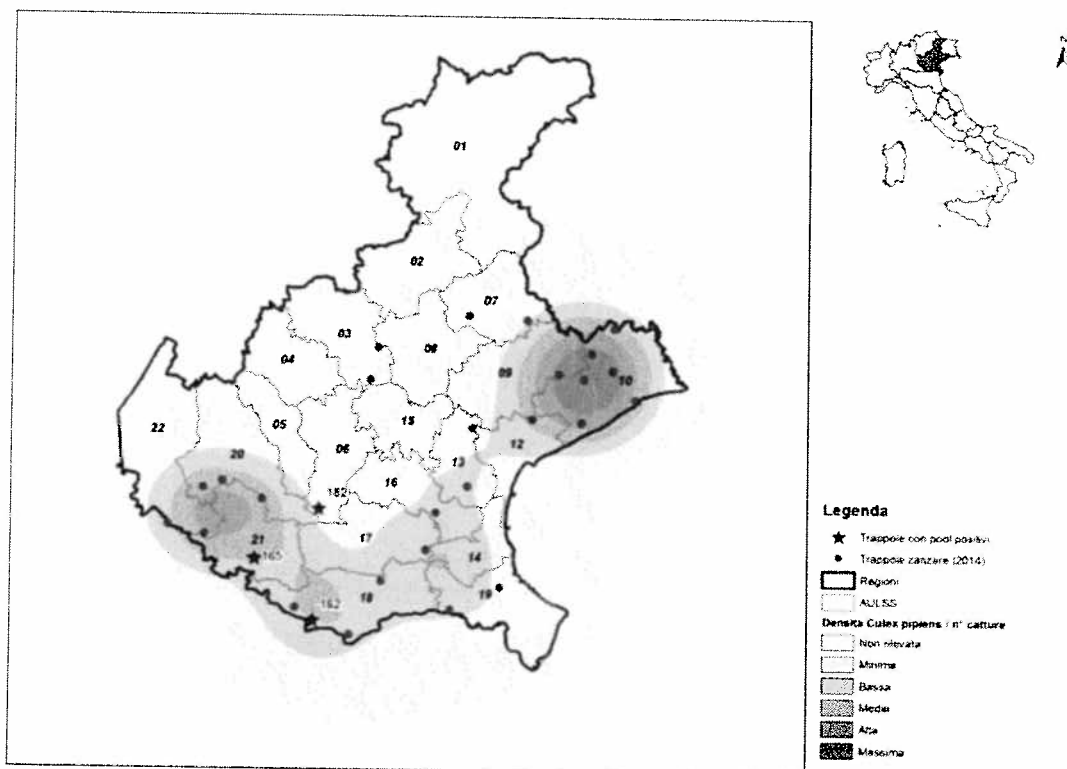 01
02
07
03
08
04
09
10
15
05
22
12
06
20
13
16
182
17
21
165
14
18
162
19
Legenda
Trappole con pool positivi
Trappole zanzare (2014)
Regioni
AULSS
Densità Culex pipiens / n° catture
Non rilevata
Minima
Bassa
Media
Alta
Massima